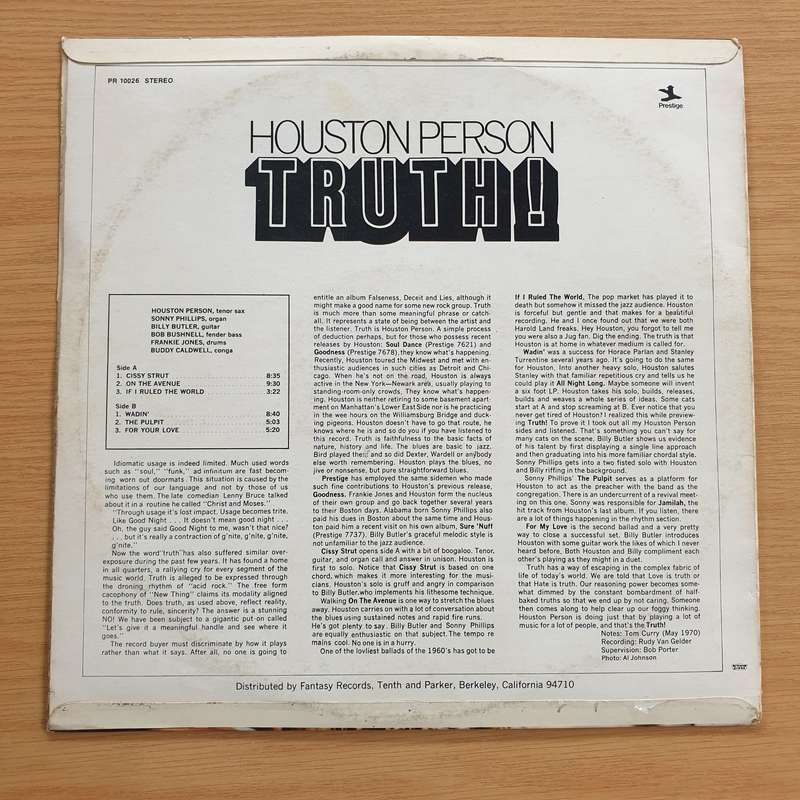 PR 10026 STEREO
Prestige
HOUSTON PERSON
TRUTH!
HOUSTON PERSON, tenor sax
SONNY PHILLIPS, organ
BILLY BUTLER, guitar
BOB BUSHNELL, fender bass
FRANKIE JONES, drums
BUDDY CALDWELL, conga
Side A
1. CISSY STRUT 8:35
2. ON THE AVENUE 9:30
3. IF I RULED THE WORLD 3:22
Side B
1. WADIN' 8:40
2. THE PULPIT 5:03
3. FOR YOUR LOVE 5:20
Idiomatic usage is indeed limited. Much used words
such as "soul," "funk," ad infinitum are fast becom-
ing worn out doormats. This situation is caused by the
limitations of our language and not by those of us
who use them. The late comedian Lenny Bruce talked
about it in a routine he called "Christ and Moses."
"Through usage it's lost impact. Usage becomes trite.
Like Good Night . . . It doesn't mean good night . . .
Oh, the guy said Good Night to me, wasn't that nice?
. . . but it's really a contraction of g'nite, g'nite, g'nite,
g'nite."
Now the word 'truth' has also suffered similar over-
exposure during the past few years. It has found a home
in all quarters, a rallying cry for every segment of the
music world. Truth is alleged to be expressed through
the droning rhythm of "acid rock." The free form
cacophony of "New Thing" claims its modality aligned
to the truth. Does truth, as used above, reflect reality,
conformity to rule, sincerity? The answer is a stunning
NO! We have been subject to a gigantic put-on called
"Let's give it a meaningful handle and see where it
goes."
The record buyer must discriminate by how it plays
rather than what it says. After all, no one is going to
entitle an album Falseness, Deceit and Lies, although it
might make a good name for some new rock group. Truth
is much more than some meaningful phrase or catch-
all. It represents a state of being between the artist and
the listener. Truth is Houston Person. A simple process
of deduction perhaps, but for those who possess recent
releases by Houston; Soul Dance (Prestige 7621) and
Goodness (Prestige 7678), they know what's happening.
Recently, Houston toured the Midwest and met with en-
thusiastic audiences in such cities as Detroit and Chi-
cago. When he's not on the road, Houston is always
active in the New York—Newark area, usually playing to
standing room-only crowds, They know what's happen-
ing. Houston is neither retiring to some basement apart-
ment on Manhattan's Lower East Side nor is he practicing
in the wee hours on the Williamsburg Bridge and duck-
ing pigeons. Houston doesn't have to go that route, he
knows where he is and so do you if you have listened to
this record. Truth is faithfulness to the basic facts of
nature, history and life. The blues are basic to jazz.
Bird played them and so did Dexter, Wardell or anybody
else worth remembering. Houston plays the blues, no
jive or nonsense, but pure straightforward blues.
Prestige has employed the same sidemen who made
such fine contributions to Houston's previous release,
Goodness. Frankie Jones and Houston form the nucleus
of their own group and go back together several years
to their Boston days. Alabama born Sonny Phillips also
paid his dues in Boston about the same time and Hous-
ton paid him a recent visit on his own album, Sure 'Nuf
(Prestige 7737). Billy Butler's graceful melodic style is
not unfamiliar to the jazz audience.
Cissy Strut opens side A with a bit of boogaloo. Tenor,
guitar, and organ call and answer in unison. Houston is
first to solo. Notice that Cissy Strut is based on one
chord, which makes it more interesting for the musi-
cians. Houston's is gruff and angry in comparison
to Billy Butler.who implements his lithesome technique.
Walking On The Avenue is one way to stretch the blues
away. Houston carries on with a lot of conversation about
the blues using sustained notes and rapid fire runs.
He's got plenty to say. Billy Butler and Sonny Phillips
are equally enthusiastic on that subject. The tempo re
mains cool. No one is in a hurry.
One of the lovliest ballads of the 1960's has got to be
If I Ruled The World, The pop market has played it to
death but somehow it missed the jazz audience. Houston
is forceful but gentle and that makes for a beautiful
recording. He and I once found out that we were both
Harold Land freaks. Hey Houston, you forgot to tell me
you were also a Jug fan. Dig the ending. The truth is that
Houston is at home in whatever medium is called for.
Wadin' was a success for Horace Parlan and Stanley
Turrentine several years ago. It's going to do the same
for Houston. Into another heavy solo, Houston salutes
Stanley with that familiar repetitious cry and tells us he
could play it All Night Long. Maybe someone will invent
a six foot LP. Houston takes his solo, builds, releases,
builds and weaves a whole series of ideas. Some cats
start at A and stop screaming at B. Ever notice that you
never get tired of Houston? I realized this while preview-
ing Truth! To prove it I took out all my Houston Person
sides and listened. That's something you can't say for
many cats on the scene. Billy Butler shows us evidence
of his talent by first displaying a single line approach
and then graduating into his more familiar chordal style.
Sonny Phillips gets into a two fisted solo with Houston
and Billy riffing in the background.
Sonny Phillips' The Pulpit serves as a platform for
Houston to act as the preacher with the band as the
congregation. There is an undercurrent of a revival meet-
ing on this one. Sonny was responsible for Jamilah, the
hit track from Houston's last album. If you listen, there
are a lot of things happening in the rhythm section.
For My Love is the second ballad and a very pretty
way to close a successful set. Billy Butler introduces
Houston with some guitar work the likes of which I never
heard before, Both Houston and Billy compliment each
other's playing as they might in a duet.
Truth has a way of escaping in the complex fabric of
life of today's world. We are told that Love is truth or
that Hate is truth. Our reasoning power becomes some-
what dimmed by the constant bombardment of half-
baked truths so that we end up by not caring. Someone
then comes along to help clear up our foggy thinking.
Houston Person is doing just that by playing a lot of
music for a lot of people, and that's the Truth!
Notes: Tom Curry (May 1970)
Recording: Rudy Van Gelder
Supervision: Bob Porter
Photo: Al Johnson
Distributed by Fantasy Records, Tenth and Parker, Berkeley, California 94710